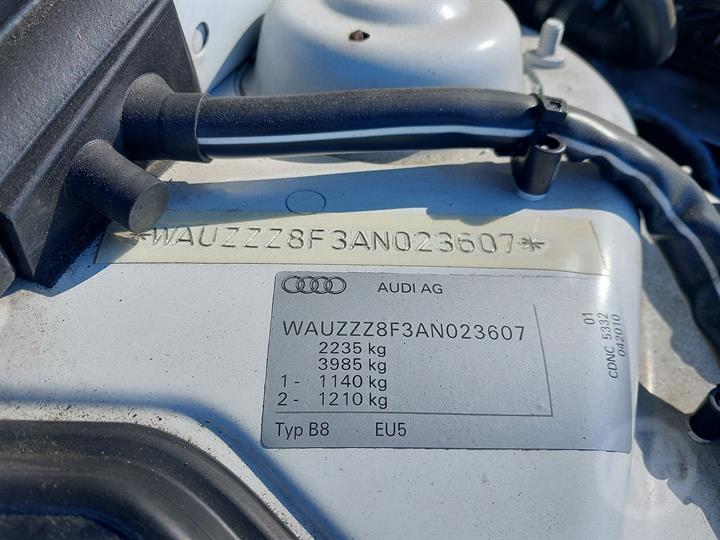 *WAUZZZ8F3AN023607*
AUDI AG
WAUZZZ8F3AN023607
2235 kg
3985 kg
1 - 1140 kg
2 - 1210 kg
Typ B8 EU5
01
CDNC 5332
042010